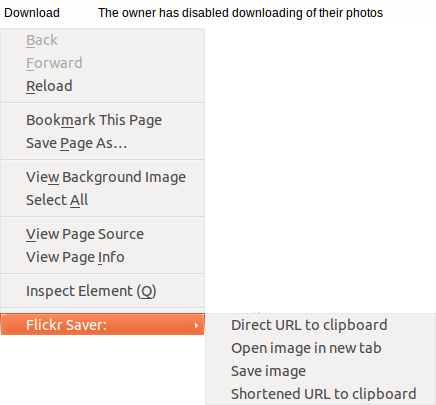 Download The owner has disabled downloading of their photos
Back
Forward
Reload
Bookmark This Page
Save Page As...
View Background Image
Select All
View Page Source
View Page Info
Inspect Element (Q)
Flickr Saver:
Direct URL to clipboard
Open image in new tab
Save image
Shortened URL to clipboard